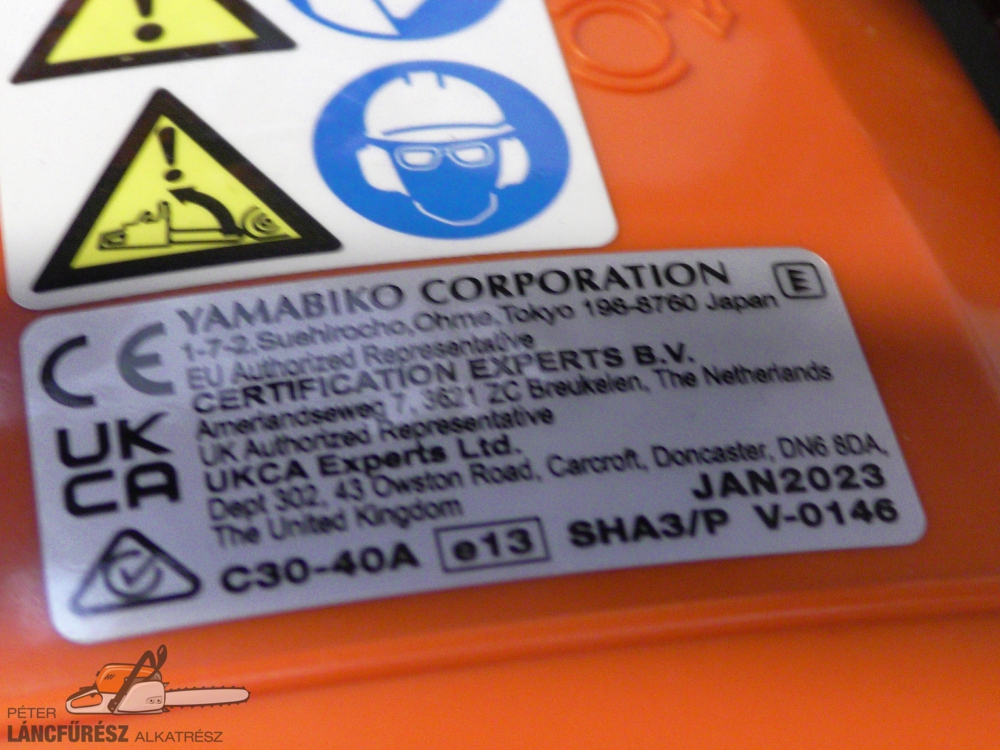 YAMABIKO CORPORATION E
1-7-2, Suehirocho, Ohme, Tokyo 198-8760 Japan
EU Authorized Representative
CERTIFICATION EXPERTS B.V.
Amerlandseweg 7, 3621 ZC Breukelen, The Netherlands
UK Authorized Representative
UKCA Experts Ltd.
Dept 302, 43 Owston Road, Carcroft, Doncaster, DN6 8DA,
The United Kingdom
JAN2023
C30-40A e13 SHA3/P V-0146
CE
UK
CA
PÉTER
LÁNCFŰRÉSZ ALKATRÉSZ